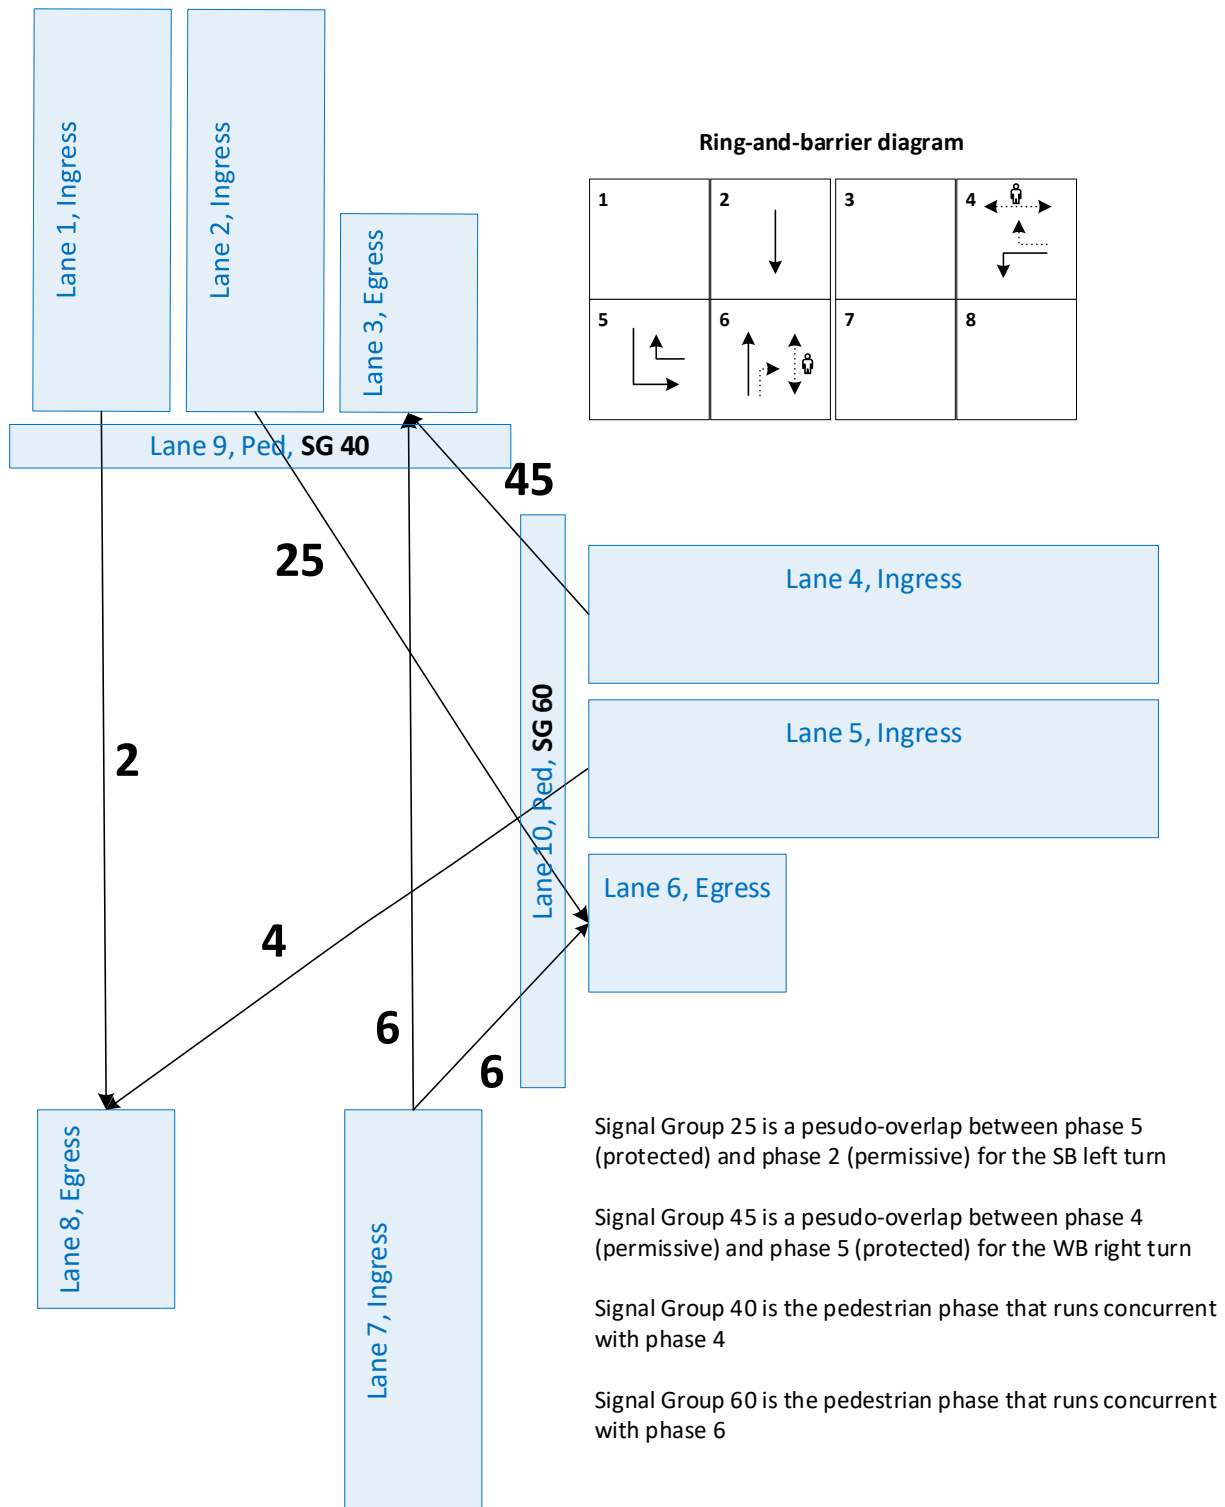 Lane 1, Ingress
Lane 2, Ingress
Lane 3, Egress
Ring-and-barrier diagram
1
2
3
4
5
6
7
8
Lane 9, Ped, SG 40
45
25
Lane 4, Ingress
Lane 10, Ped, SG 60
2
Lane 5, Ingress
Lane 6, Egress
4
6
6
Lane 8, Egress
Lane 7, Ingress
Signal Group 25 is a pesudo-overlap between phase 5
(protected) and phase 2 (permissive) for the SB left turn
Signal Group 45 is a pesudo-overlap between phase 4
(permissive) and phase 5 (protected) for the WB right turn
Signal Group 40 is the pedestrian phase that runs concurrent
with phase 4
Signal Group 60 is the pedestrian phase that runs concurrent
with phase 6